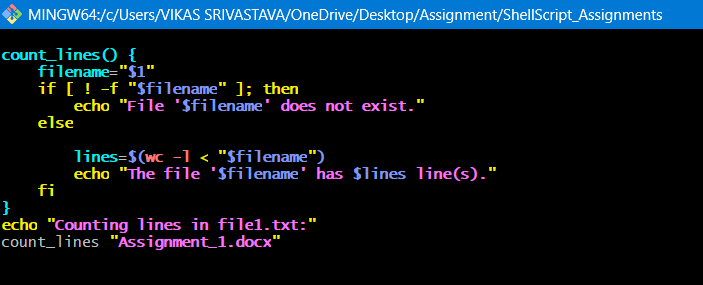 MINGW64:/c/Users/VIKAS SRIVASTAVA/OneDrive/Desktop/Assignment/ShellScript_Assignments
count_lines() {
    filename="$1"
    if [ ! -f "$filename" ]; then
        echo "File '$filename' does not exist."
    else
        lines=$(wc -l < "$filename")
        echo "The file '$filename' has $lines line(s)."
    fi
}
echo "Counting lines in file1.txt:"
count_lines "Assignment_1.docx"